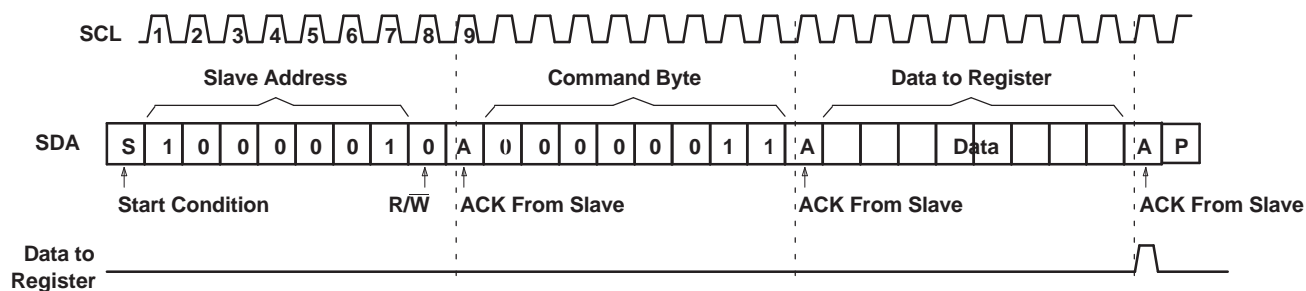 SCL 1 2 3 4 5 6 7 8 9
Slave Address Command Byte Data to Register
SDA S 1 0 0 0 0 0 1 0 A 0 0 0 0 0 0 1 1 A Data A P
Start Condition R/W̅ ACK From Slave ACK From Slave ACK From Slave
Data to
Register